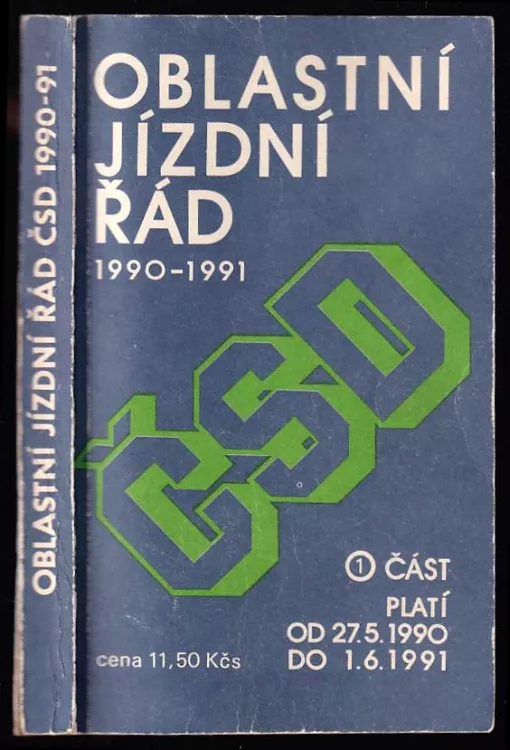 OBLASTNÍ JÍZDNÍ ŘÁD ČSD 1990-91
OBLASTNÍ
JÍZDNÍ
ŘÁD
1990-1991
ČSD
① ČÁST
PLATÍ
OD 27.5.1990
DO 1.6.1991
cena 11,50 Kčs